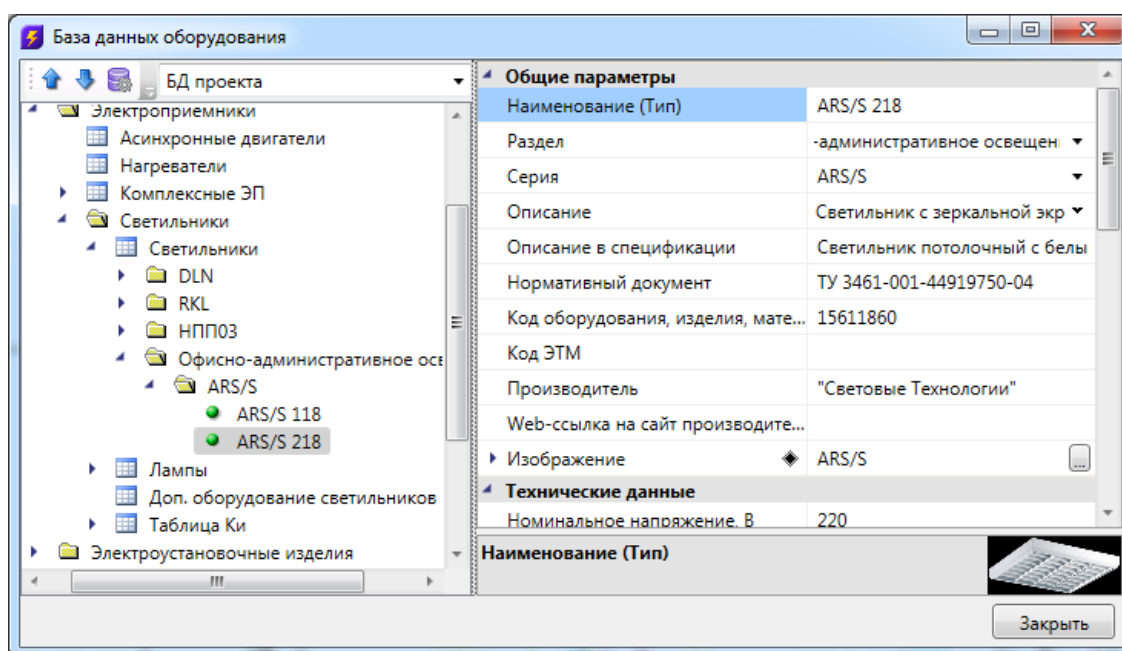 База данных оборудования
БД проекта
Электроприемники
Асинхронные двигатели
Нагреватели
Комплексные ЭП
Светильники
Светильники
DLN
RKL
НПП03
Офисно-административное осв
ARS/S
ARS/S 118
ARS/S 218
Лампы
Доп. оборудование светильников
Таблица Ки
Электроустановочные изделия
Общие параметры
Наименование (Тип) ARS/S 218
Раздел -административное освещен
Серия ARS/S
Описание Светильник с зеркальной экр
Описание в спецификации Светильник потолочный с белы
Нормативный документ ТУ 3461-001-44919750-04
Код оборудования, изделия, мате... 15611860
Код ЭТМ
Производитель "Световые Технологии"
Web-ссылка на сайт производите...
Изображение ARS/S ...
Технические данные
Номинальное напряжение, В 220
Наименование (Тип)
Закрыть